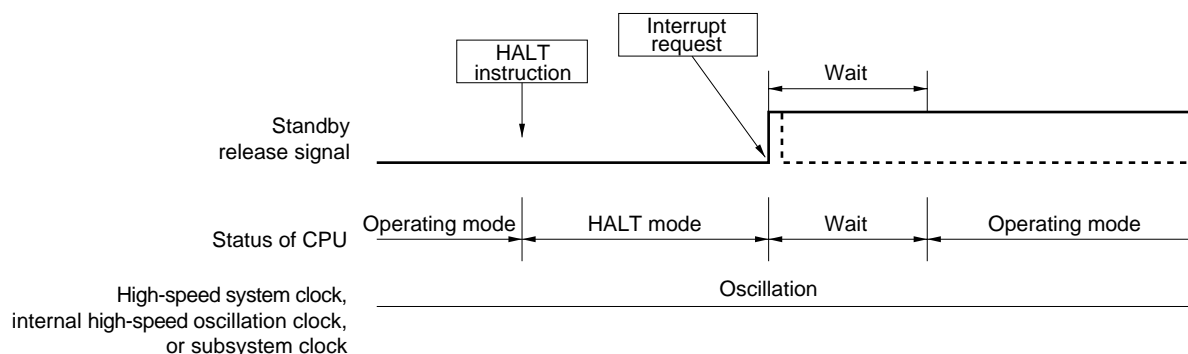 HALT
instruction
Interrupt
request
Wait
Standby
release signal
Status of CPU
Operating mode
HALT mode
Wait
Operating mode
High-speed system clock,
internal high-speed oscillation clock,
or subsystem clock
Oscillation